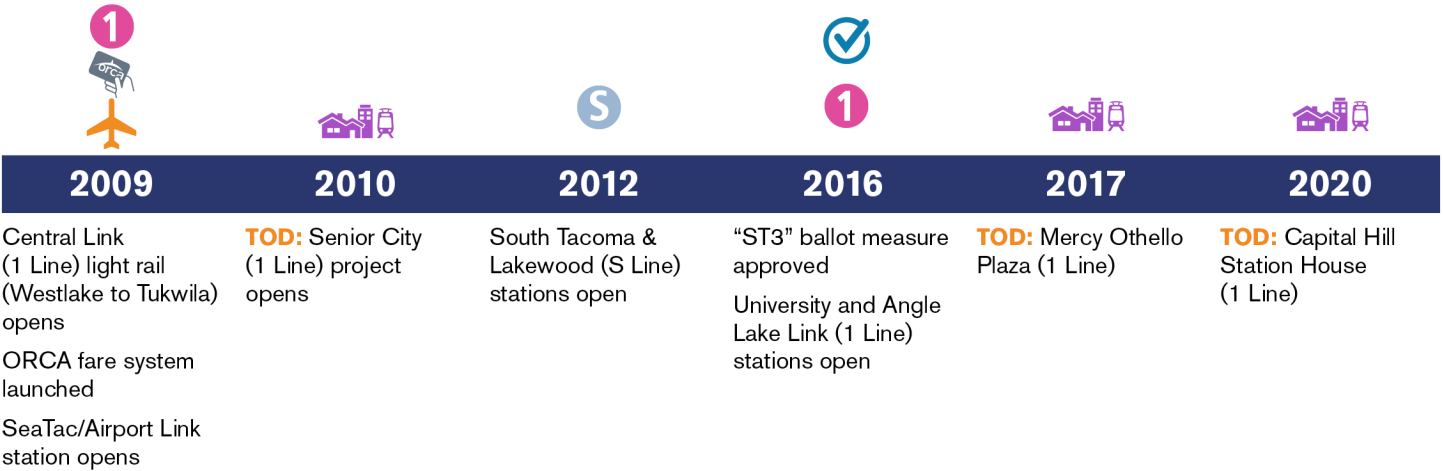 1
orca
S
1
2009
2010
2012
2016
2017
2020
Central Link
(1 Line) light rail
(Westlake to Tukwila)
opens
ORCA fare system
launched
SeaTac/Airport Link
station opens
TOD: Senior City
(1 Line) project
opens
South Tacoma &
Lakewood (S Line)
stations open
“ST3” ballot measure
approved
University and Angle
Lake Link (1 Line)
stations open
TOD: Mercy Othello
Plaza (1 Line)
TOD: Capital Hill
Station House
(1 Line)